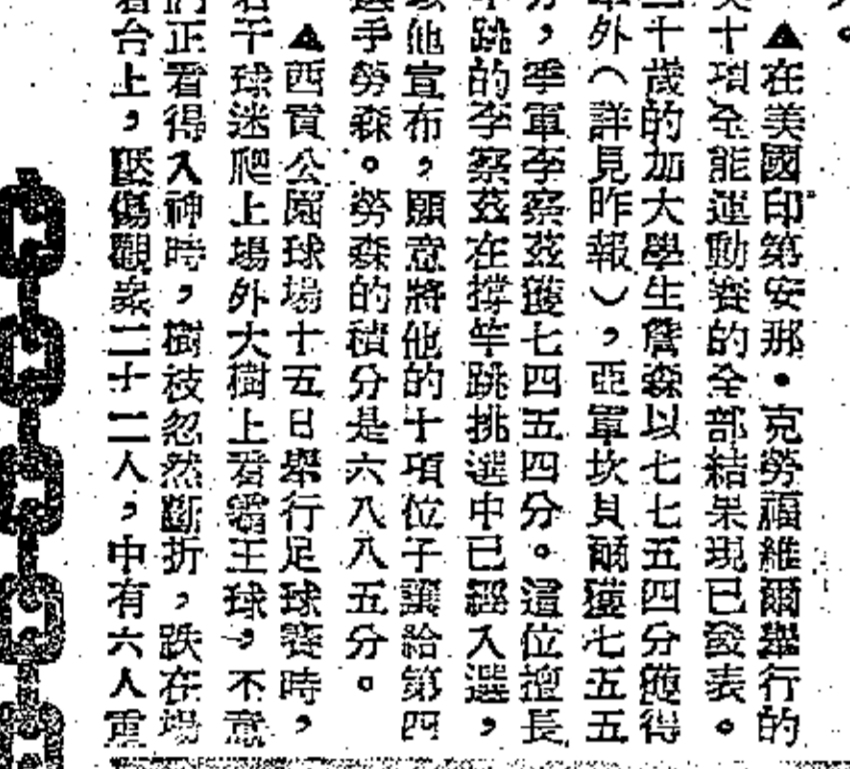 ▲在美國印第安那•克勞福維爾舉行的
美十項全能運動賽的全部結果現已發表。
二十歲的加大學生詹森以七七五四分獲得
軍外（詳見昨報），亞軍坎貝爾獲七五五
分，季軍李察茲獲七四五四分。這位擅長
竿跳的李察茲在撐竿跳挑選中已經入選，
故他宣布，願意將他的十項位子讓給第四
選手勞森。勞森的積分是六八八五分。
▲西貢公園球場十五日舉行足球賽時，
若干球迷爬上場外大樹上看霸王球，不意
們正看得入神時，樹枝忽然斷折，跌在場
看台上，壓傷觀衆二十二人，中有六人重